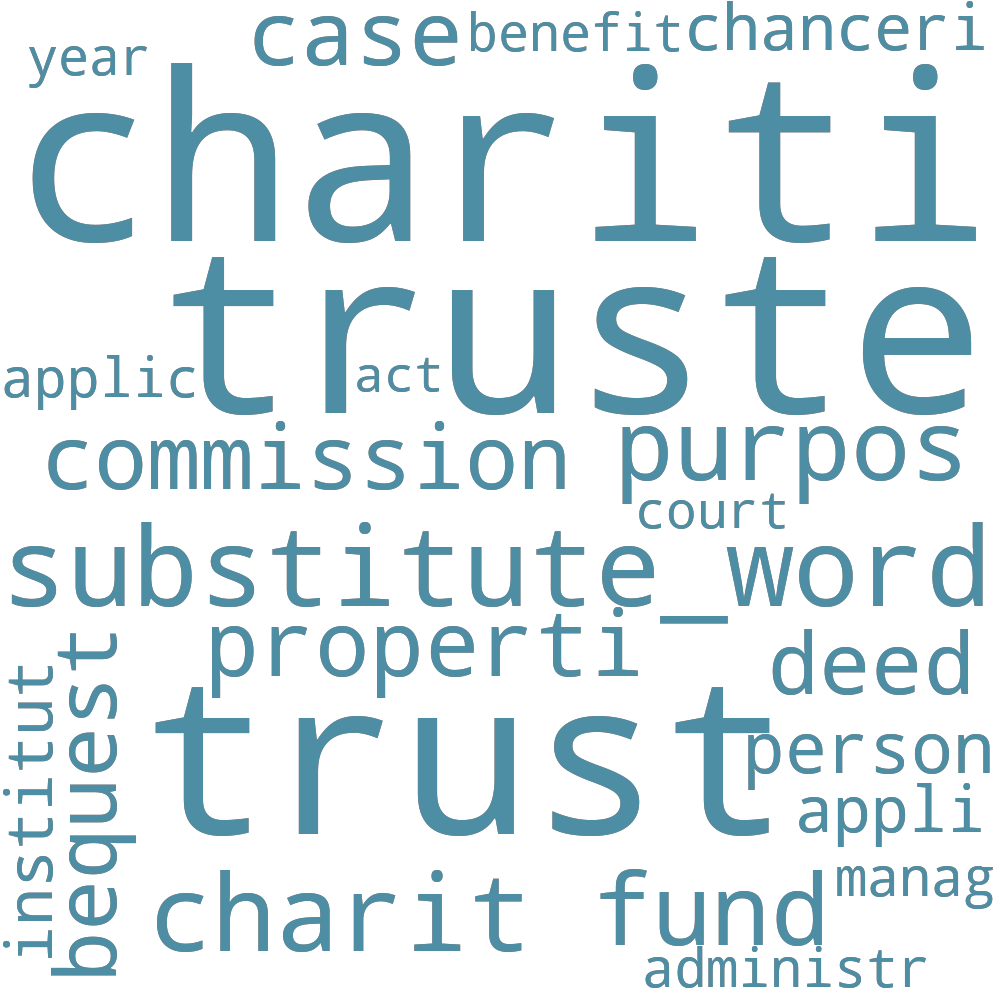 case benefit chanceri
year
chariti
truste
applic act
commission purpos
court
substitute_word
properti deed
institut bequest
trust person
appli
charit fund manag
administr